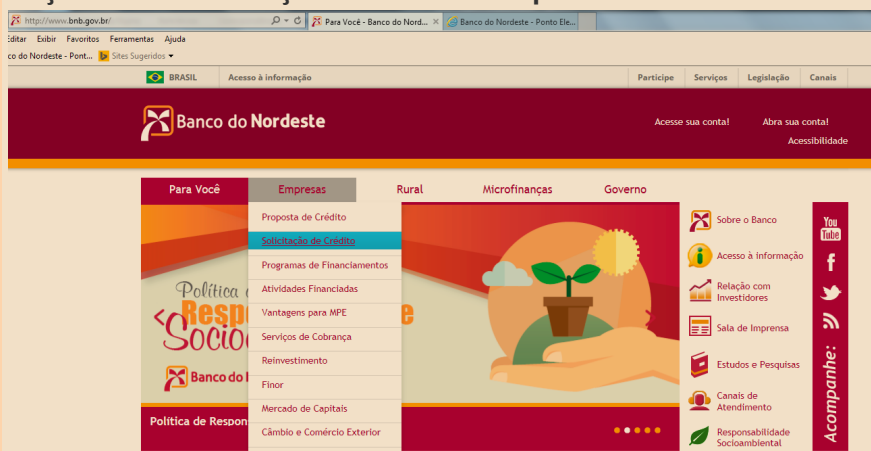 http://www.bnb.gov.br/
Para Você - Banco do Nord...
Banco do Nordeste - Ponto Ele...
Editar Exibir Favoritos Ferramentas Ajuda
co do Nordeste - Pont... Sites Sugeridos
BRASIL Acesso à informação Participe Serviços Legislação Canais
Banco do Nordeste
Acesse sua conta! Abra sua conta!
Acessibilidade
Para Você Empresas Rural Microfinanças Governo
Proposta de Crédito
Solicitação de Crédito
Programas de Financiamentos
Atividades Financiadas
Vantagens para MPE
Serviços de Cobrança
Reinvestimento
Finor
Mercado de Capitais
Câmbio e Comércio Exterior
Política
Banco do
Política de Respon
Sobre o Banco
Acesso à Informação
Relação com
Investidores
Sala de Imprensa
Estudos e Pesquisas
Canais de
Atendimento
Responsabilidade
Socioambiental
You
Tube
Acompanhe: